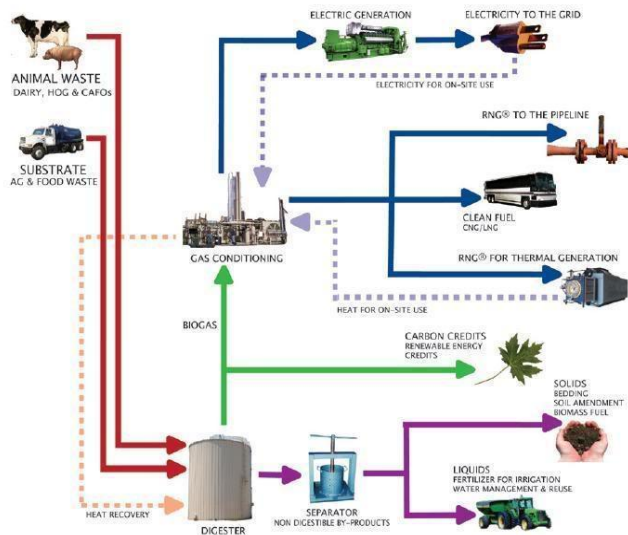 ELECTRIC GENERATION
ELECTRICITY TO THE GRID
ANIMAL WASTE
DAIRY, HOG & CAFOs
ELECTRICITY FOR ON-SITE USE
RNG® TO THE PIPELINE
SUBSTRATE
AG & FOOD WASTE
CLEAN FUEL
CNG/LNG
GAS CONDITIONING
RNG® FOR THERMAL GENERATION
HEAT FOR ON-SITE USE
BIOGAS
CARBON CREDITS
RENEWABLE ENERGY
CREDITS
SOLIDS
BEDDING
SOIL AMENDMENT
BIOMASS FUEL
LIQUIDS
FERTILIZER FOR IRRIGATION
WATER MANAGEMENT & REUSE
HEAT RECOVERY
DIGESTER
SEPARATOR
NON DIGESTIBLE BY-PRODUCTS